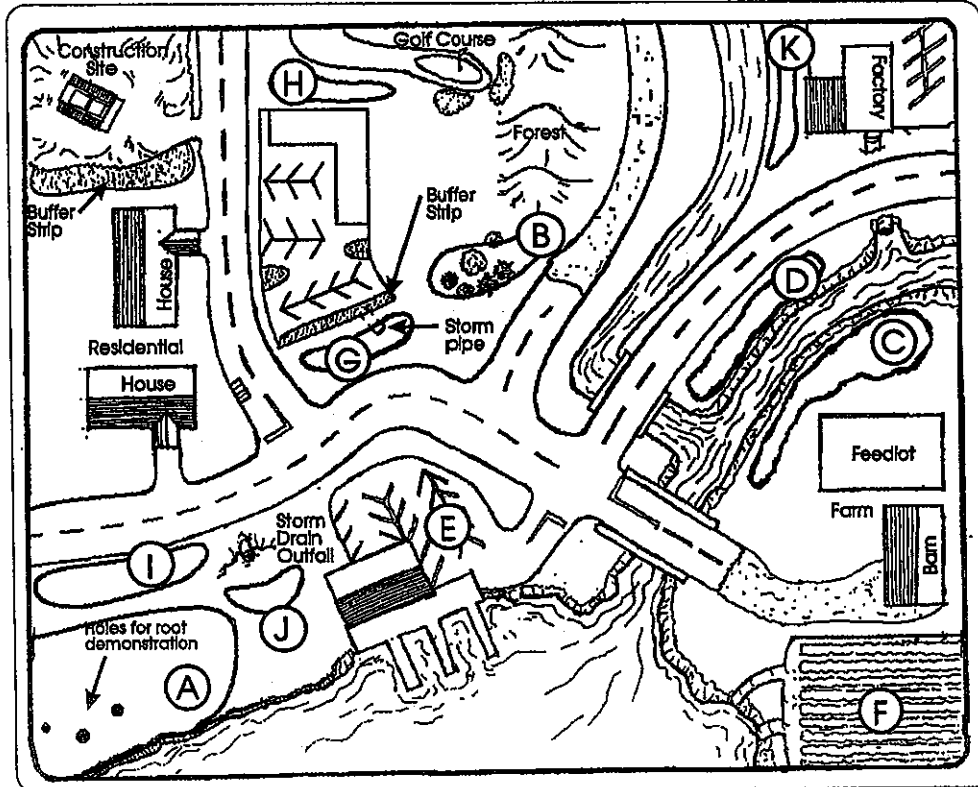 Construction
Site
Golf Course
H
K
Factory
Forest
Buffer
Strip
Buffer
Strip
B
House
D
Storm
pipe
G
C
Residential
House
Feedlot
Storm
Drain
Outfall
E
Farm
Barn
I
J
Holes for root
demonstration
A
F